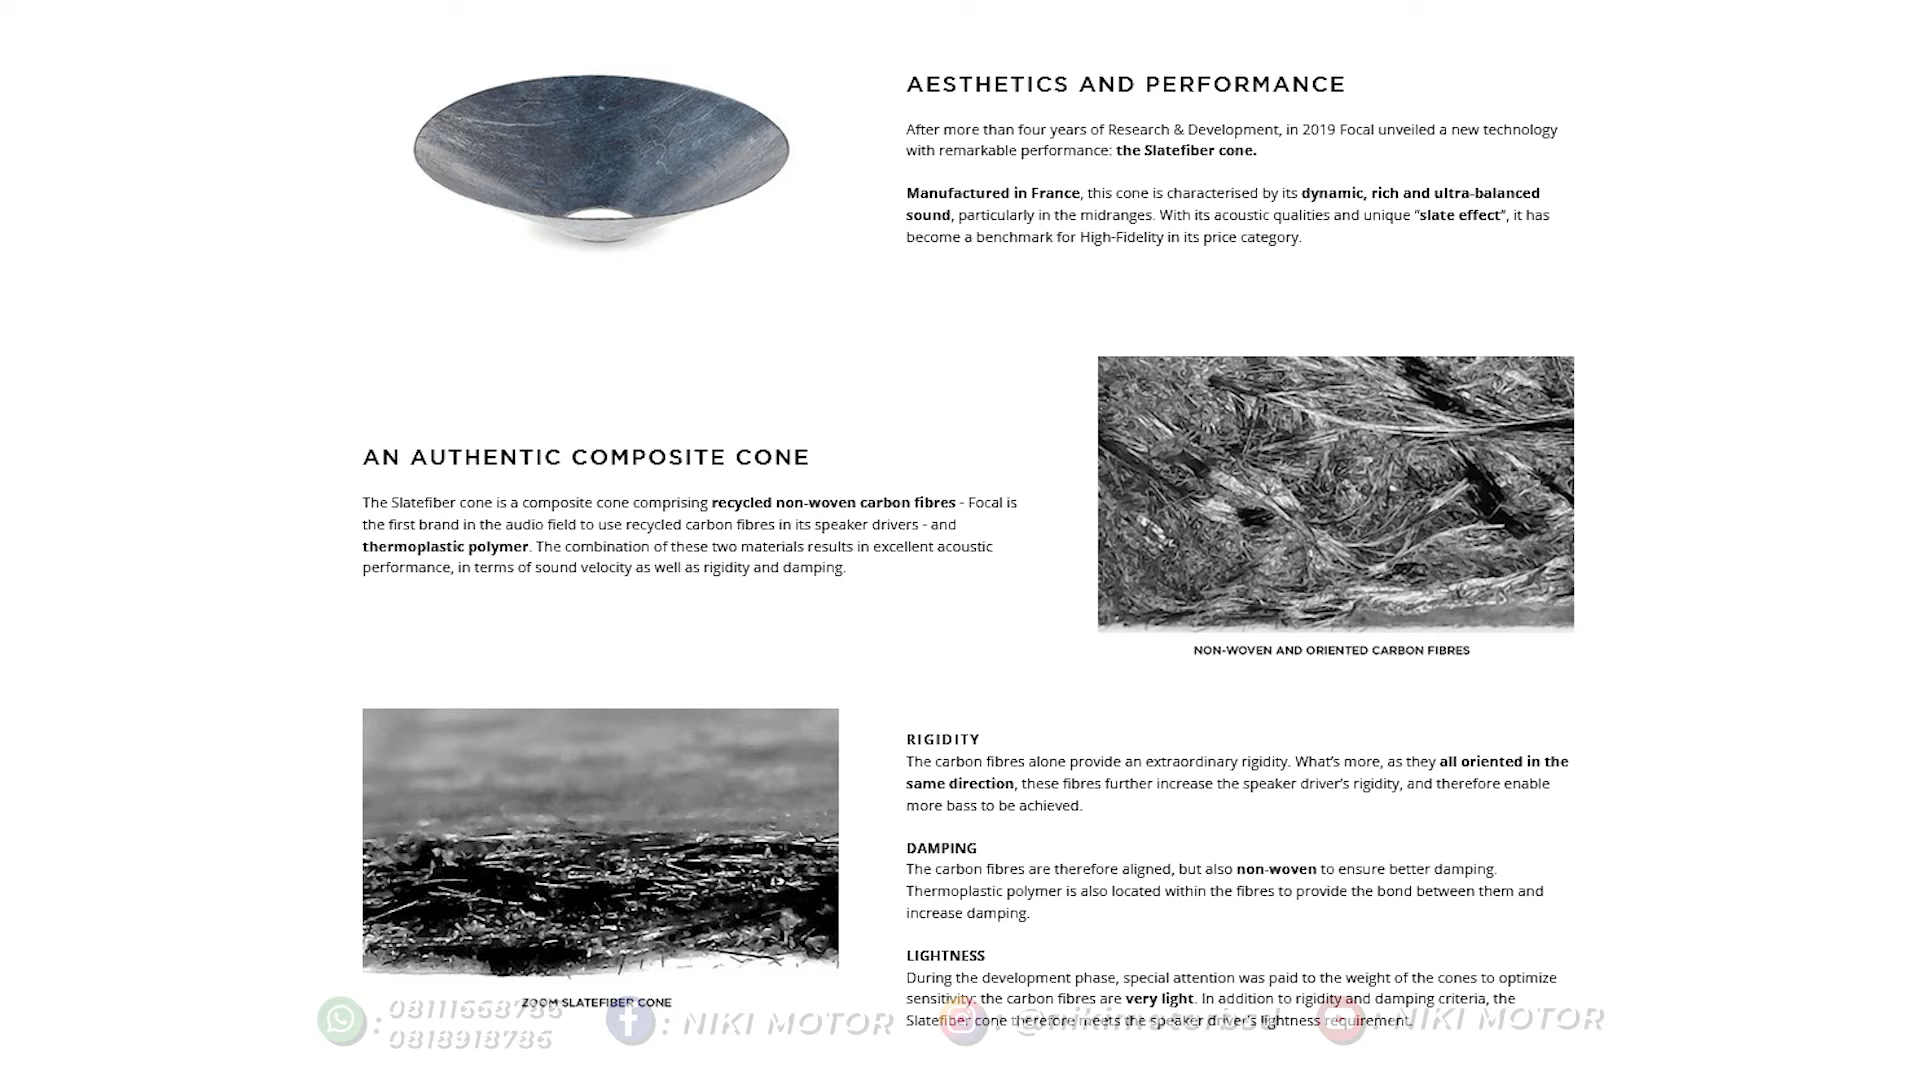 AESTHETICS AND PERFORMANCE
After more than four years of Research & Development, in 2019 Focal unveiled a new technology
with remarkable performance: the Slatefiber cone.
Manufactured in France, this cone is characterised by its dynamic, rich and ultra-balanced
sound, particularly in the midranges. With its acoustic qualities and unique “slate effect”, it has
become a benchmark for High-Fidelity in its price category.
AN AUTHENTIC COMPOSITE CONE
The Slatefiber cone is a composite cone comprising recycled non-woven carbon fibres - Focal is
the first brand in the audio field to use recycled carbon fibres in its speaker drivers - and
thermoplastic polymer. The combination of these two materials results in excellent acoustic
performance, in terms of sound velocity as well as rigidity and damping.
NON-WOVEN AND ORIENTED CARBON FIBRES
RIGIDITY
The carbon fibres alone provide an extraordinary rigidity. What’s more, as they all oriented in the
same direction, these fibres further increase the speaker driver’s rigidity, and therefore enable
more bass to be achieved.
DAMPING
The carbon fibres are therefore aligned, but also non-woven to ensure better damping.
Thermoplastic polymer is also located within the fibres to provide the bond between them and
increase damping.
LIGHTNESS
During the development phase, special attention was paid to the weight of the cones to optimize
sensitivity: the carbon fibres are very light. In addition to rigidity and damping criteria, the
Slatefiber cone therefore meets the speaker driver’s lightness requirement.
ZOOM SLATEFIBER CONE
: 08111668786
0818918786
: NIKI MOTOR
: NIKI MOTOR